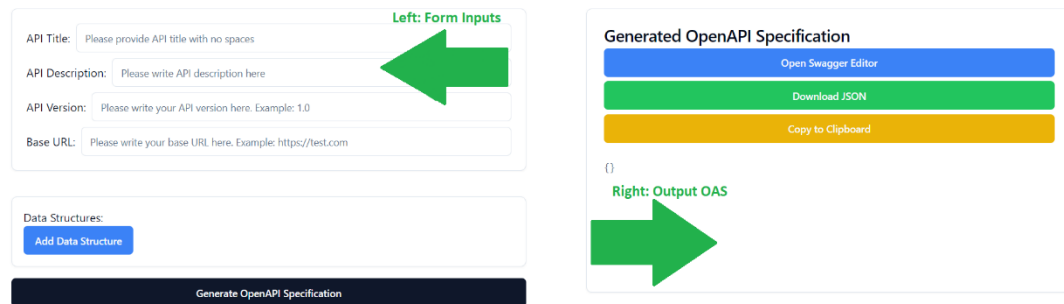 Left: Form Inputs
API Title: Please provide API title with no spaces
API Description: Please write API description here
API Version: Please write your API version here. Example: 1.0
Base URL: Please write your base URL here. Example: https://test.com
Data Structures:
Add Data Structure
Generate OpenAPI Specification
Generated OpenAPI Specification
Open Swagger Editor
Download JSON
Copy to Clipboard
{}
Right: Output OAS